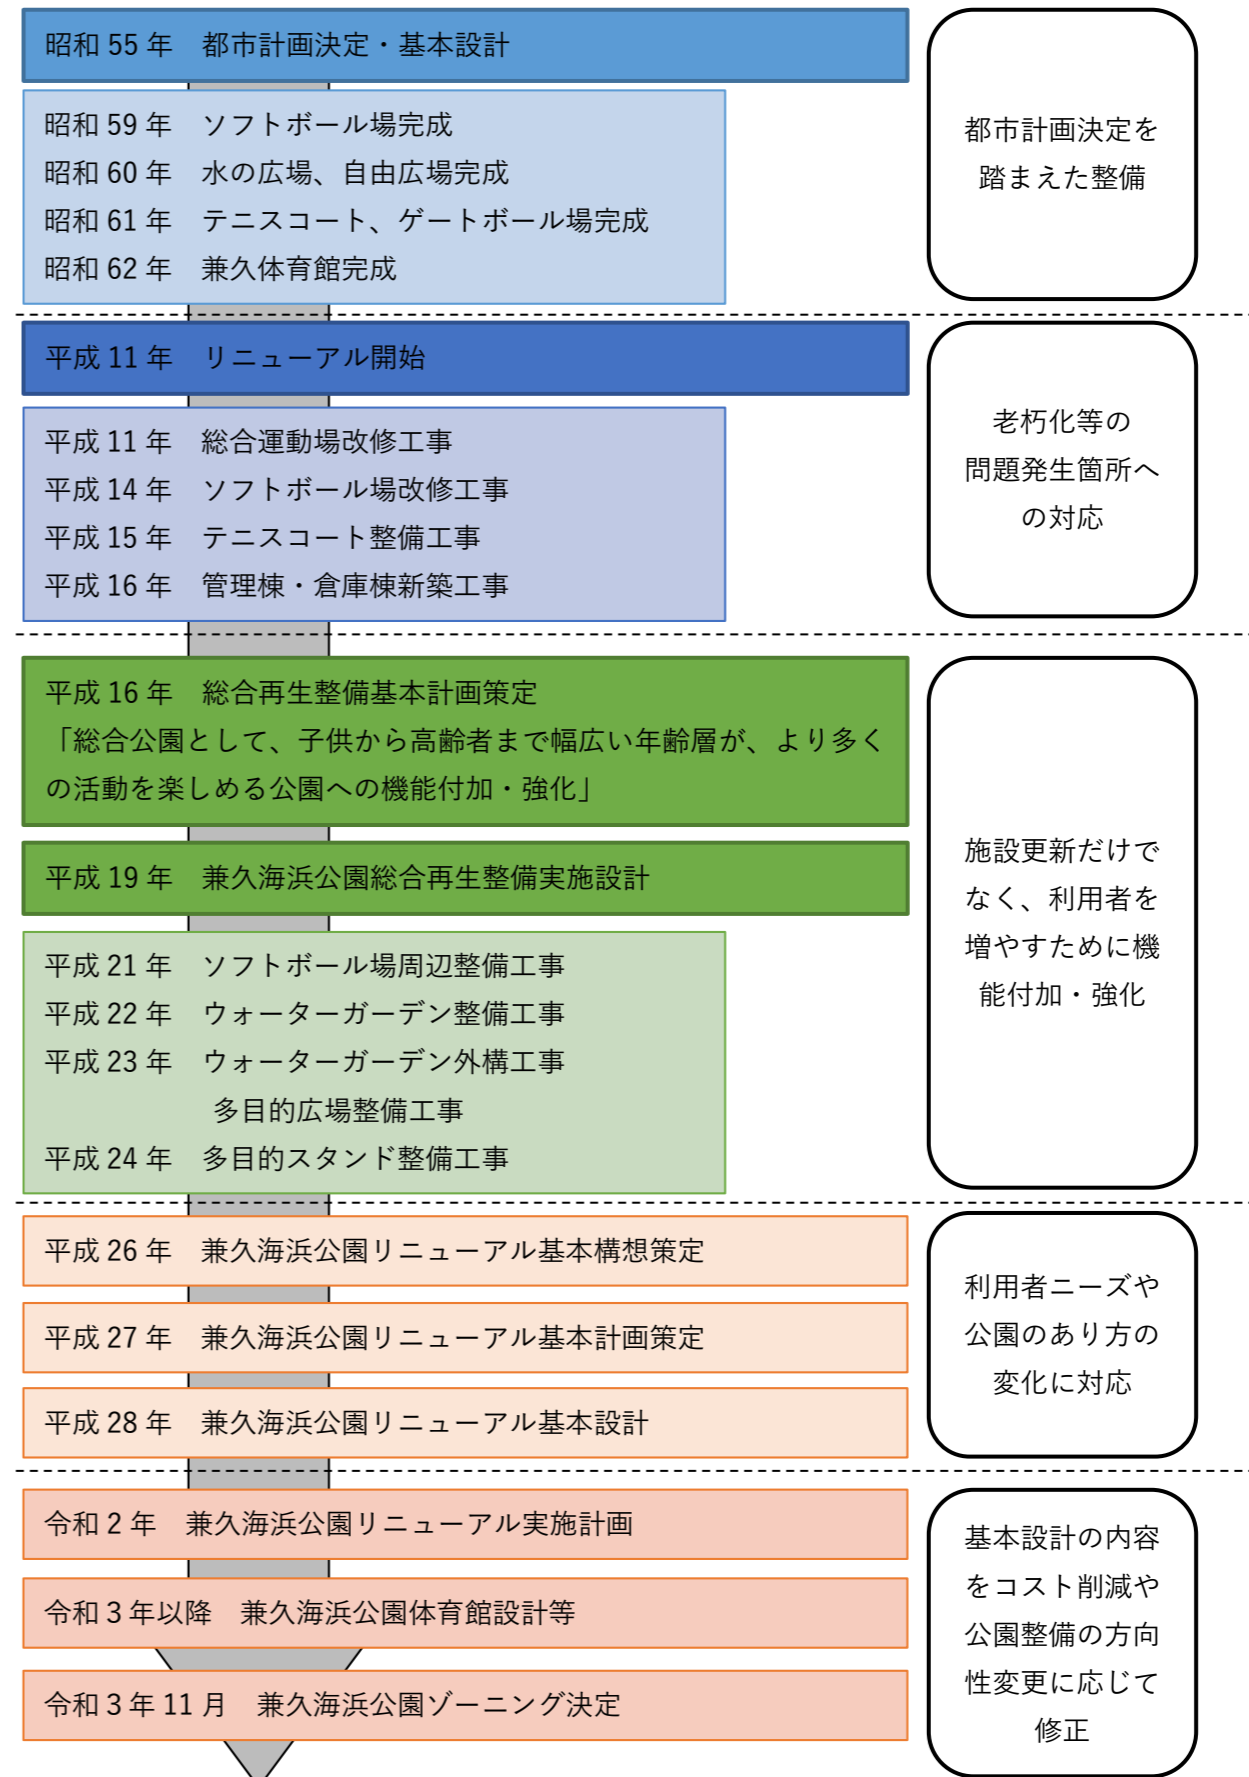 昭和 55 年　都市計画決定・基本設計
昭和 59 年　ソフトボール場完成
昭和 60 年　水の広場、自由広場完成
昭和 61 年　テニスコート、ゲートボール場完成
昭和 62 年　兼久体育館完成
都市計画決定を
踏まえた整備
平成 11 年　リニューアル開始
平成 11 年　総合運動場改修工事
平成 14 年　ソフトボール場改修工事
平成 15 年　テニスコート整備工事
平成 16 年　管理棟・倉庫棟新築工事
老朽化等の
問題発生箇所へ
の対応
平成 16 年　総合再生整備基本計画策定
「総合公園として、子供から高齢者まで幅広い年齢層が、より多く
の活動を楽しめる公園への機能付加・強化」
平成 19 年　兼久海浜公園総合再生整備実施設計
平成 21 年　ソフトボール場周辺整備工事
平成 22 年　ウォーターガーデン整備工事
平成 23 年　ウォーターガーデン外構工事
多目的広場整備工事
平成 24 年　多目的スタンド整備工事
施設更新だけで
なく、利用者を
増やすために機
能付加・強化
平成 26 年　兼久海浜公園リニューアル基本構想策定
平成 27 年　兼久海浜公園リニューアル基本計画策定
平成 28 年　兼久海浜公園リニューアル基本設計
利用者ニーズや
公園のあり方の
変化に対応
令和 2 年　兼久海浜公園リニューアル実施計画
令和 3 年以降　兼久海浜公園体育館設計等
令和 3 年 11 月　兼久海浜公園ゾーニング決定
基本設計の内容
をコスト削減や
公園整備の方向
性変更に応じて
修正